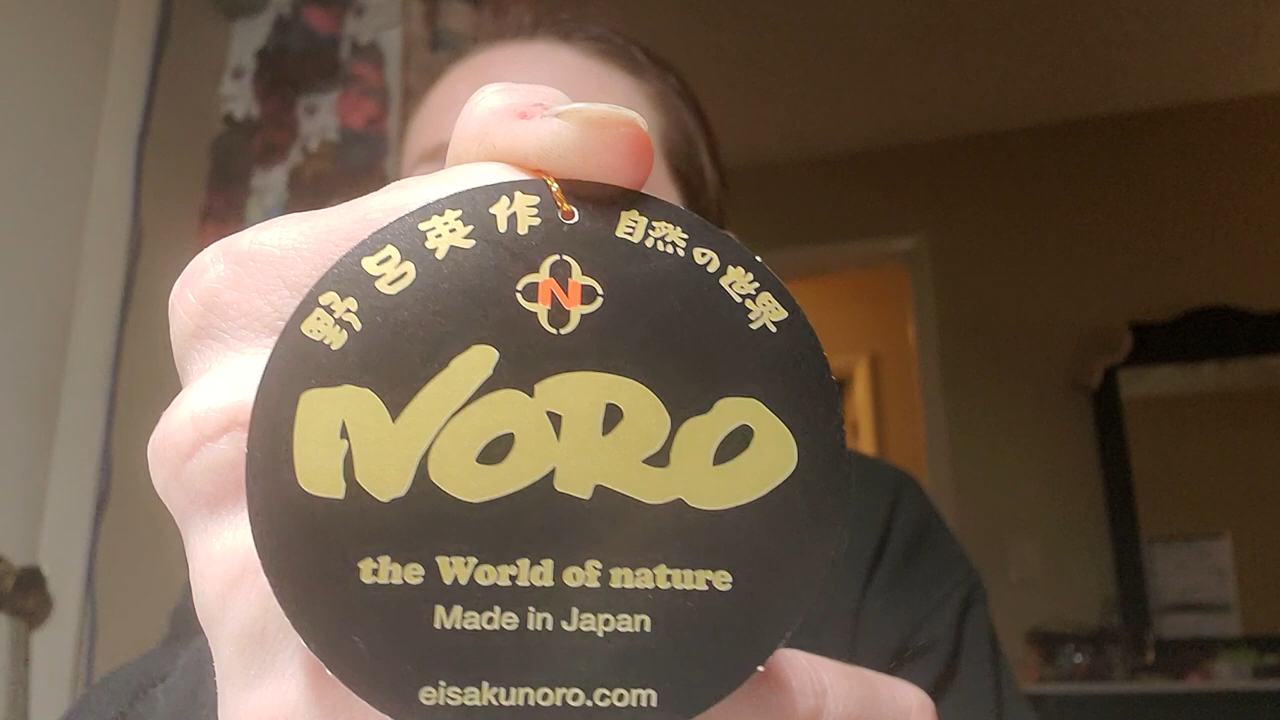 野呂英作 自然の世界
N
NORO
the World of nature
Made in Japan
eisakunoro.com